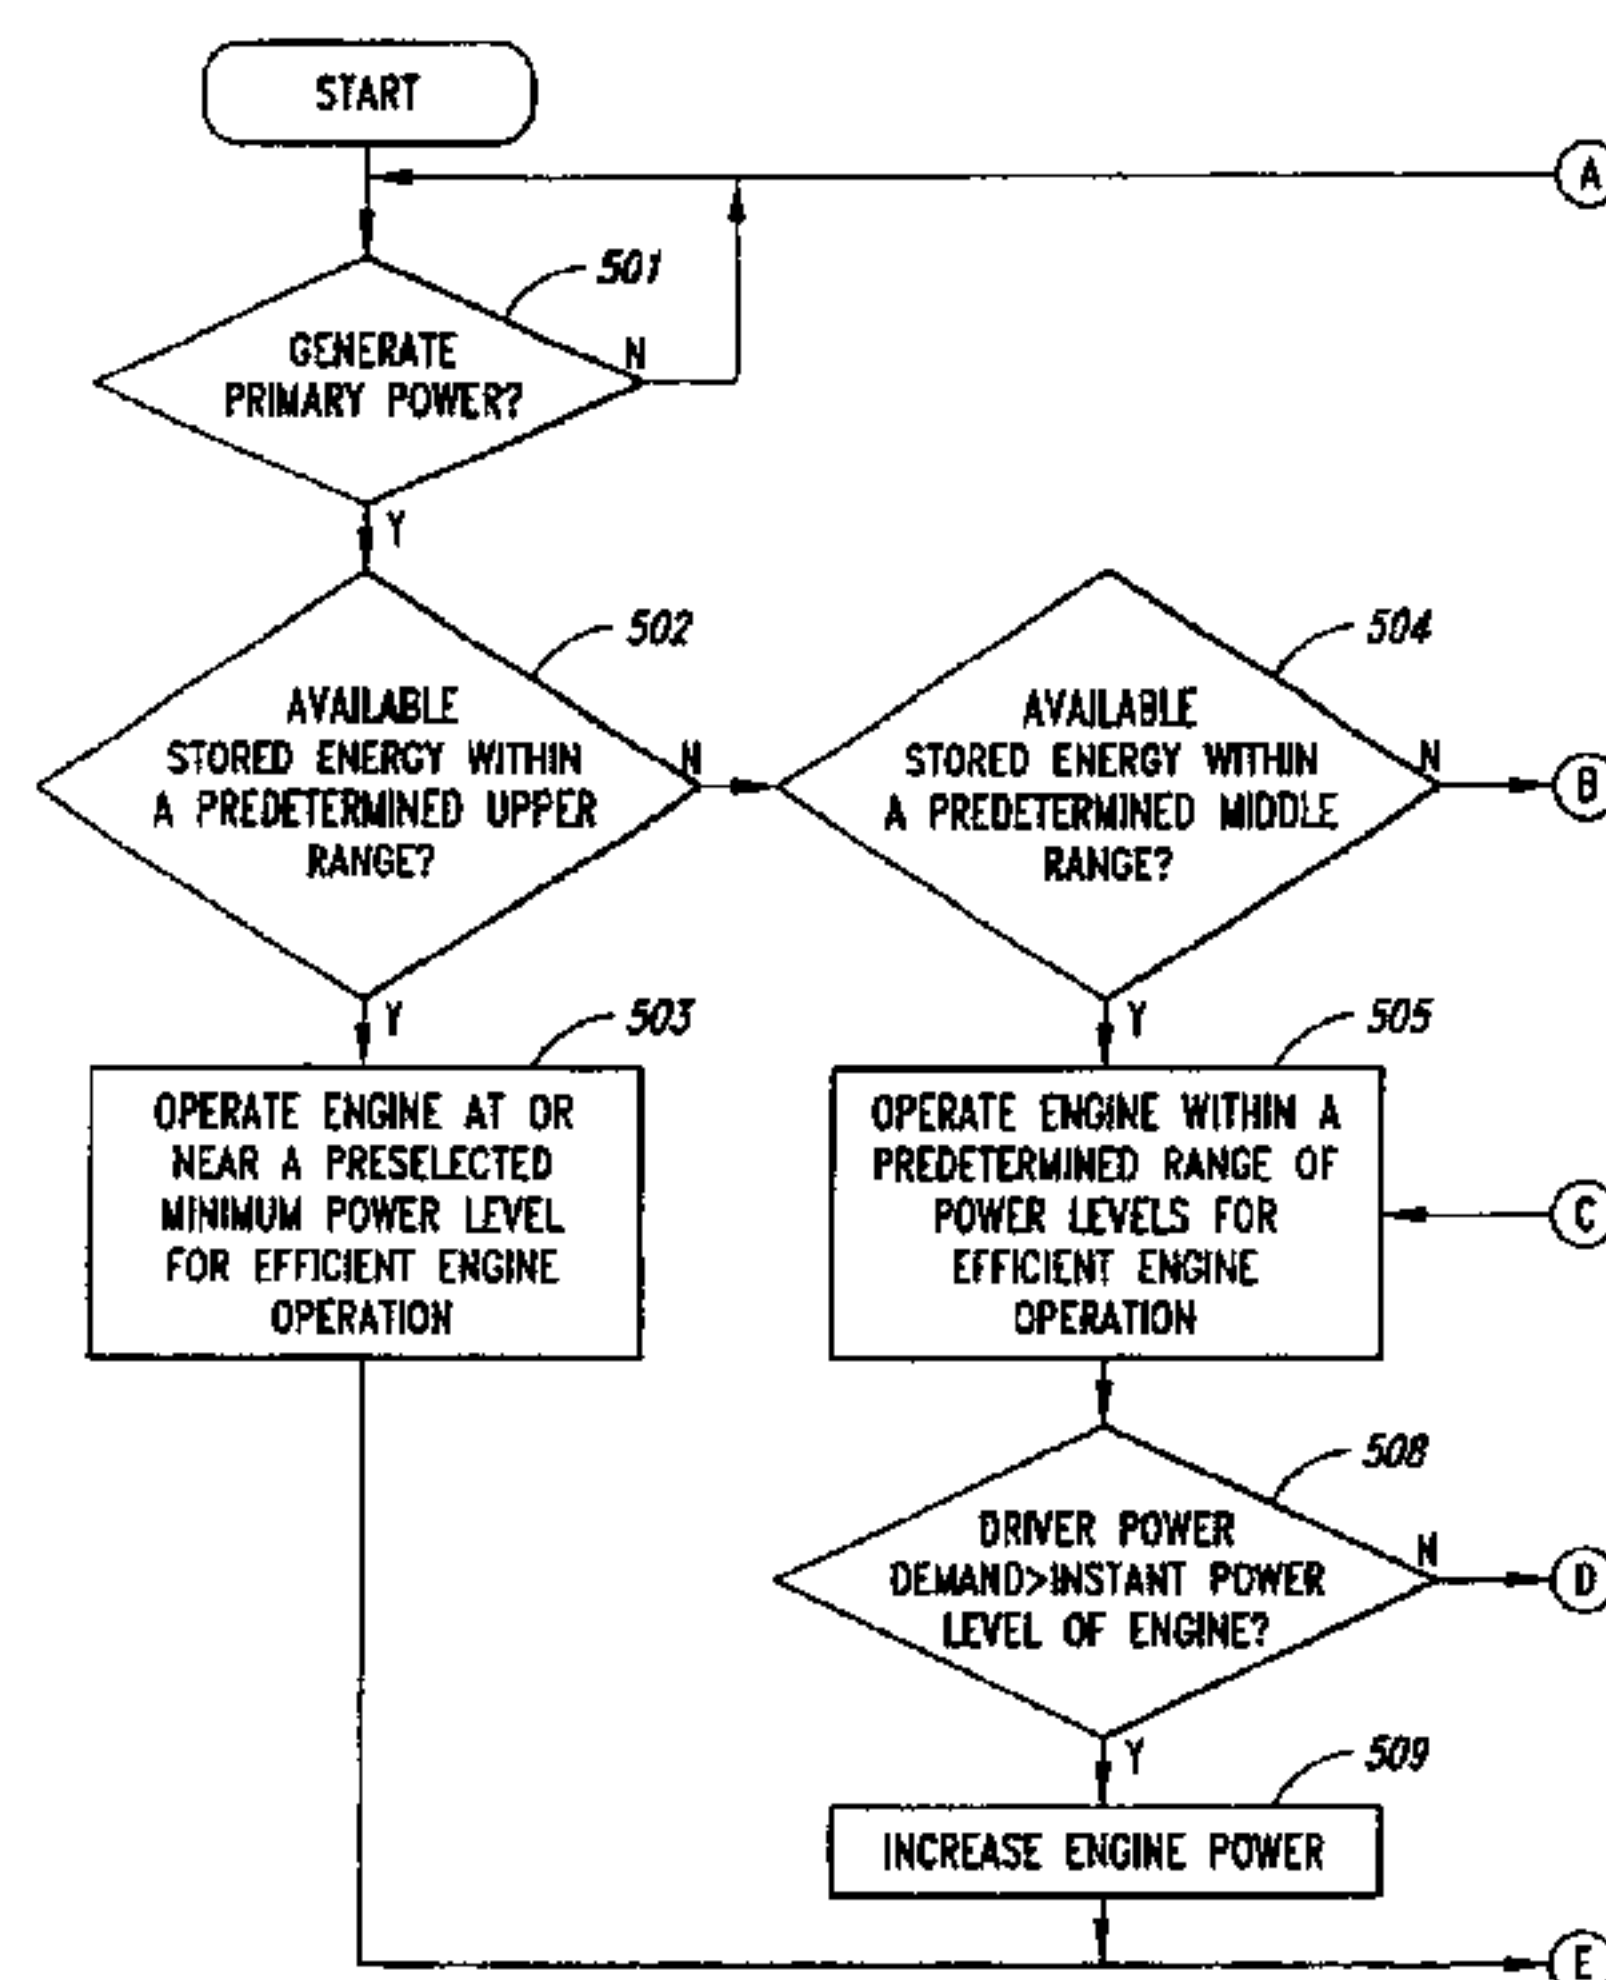 START
A
501
GENERATE
PRIMARY POWER?
N
Y
502
AVAILABLE
STORED ENERGY WITHIN
A PREDETERMINED UPPER
RANGE?
N
Y
504
AVAILABLE
STORED ENERGY WITHIN
A PREDETERMINED MIDDLE
RANGE?
N
B
Y
503
OPERATE ENGINE AT OR
NEAR A PRESELECTED
MINIMUM POWER LEVEL
FOR EFFICIENT ENGINE
OPERATION
505
OPERATE ENGINE WITHIN A
PREDETERMINED RANGE OF
POWER LEVELS FOR
EFFICIENT ENGINE
OPERATION
C
508
DRIVER POWER
DEMAND>INSTANT POWER
LEVEL OF ENGINE?
N
D
Y
509
INCREASE ENGINE POWER
E